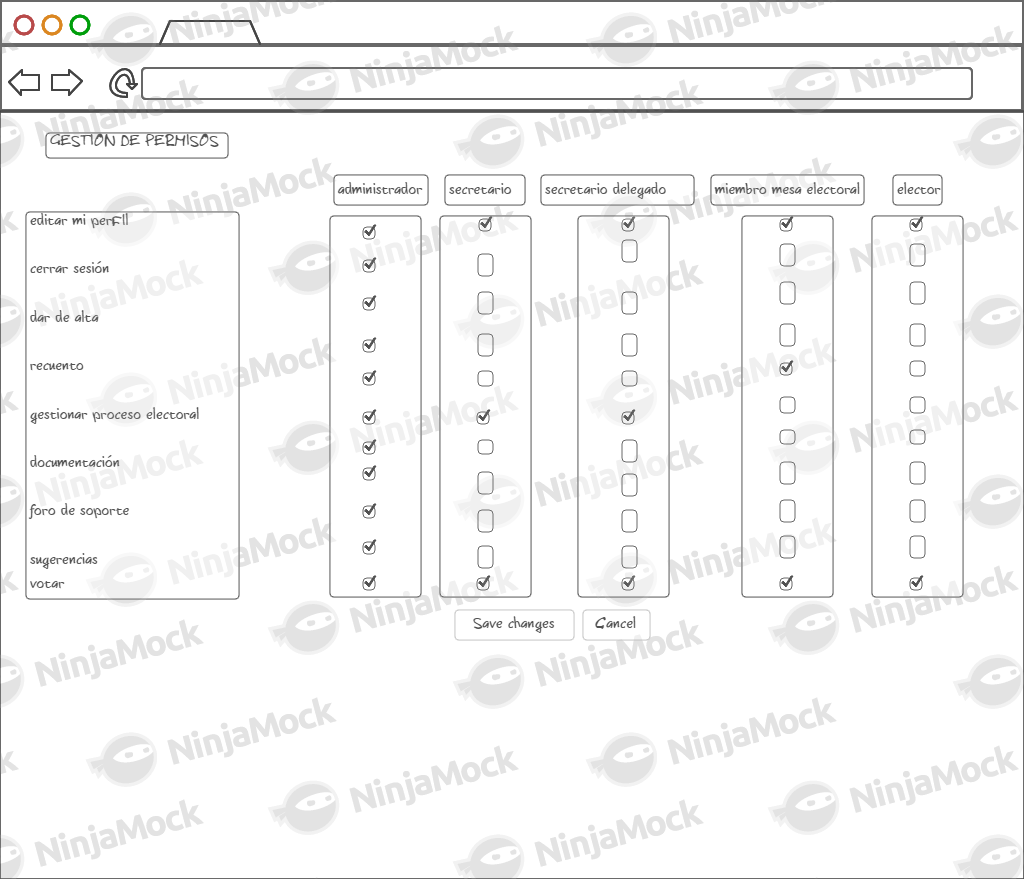 GESTION DE PERMISOS
administrador
secretario
secretario delegado
miembro mesa electoral
elector
editar mi perfil
cerrar sesión
dar de alta
recuento
gestionar proceso electoral
documentación
foro de soporte
sugerencias
votar
Save changes
Cancel
NinjaMock